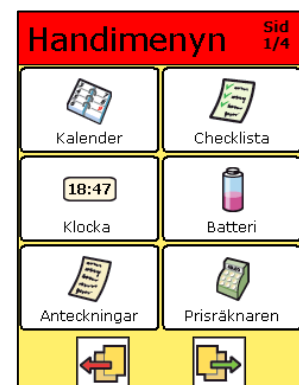 Handimenyn
Sid
1/4
Kalender
Checklista
18:47
Klocka
Batteri
Anteckningar
Prisräknaren